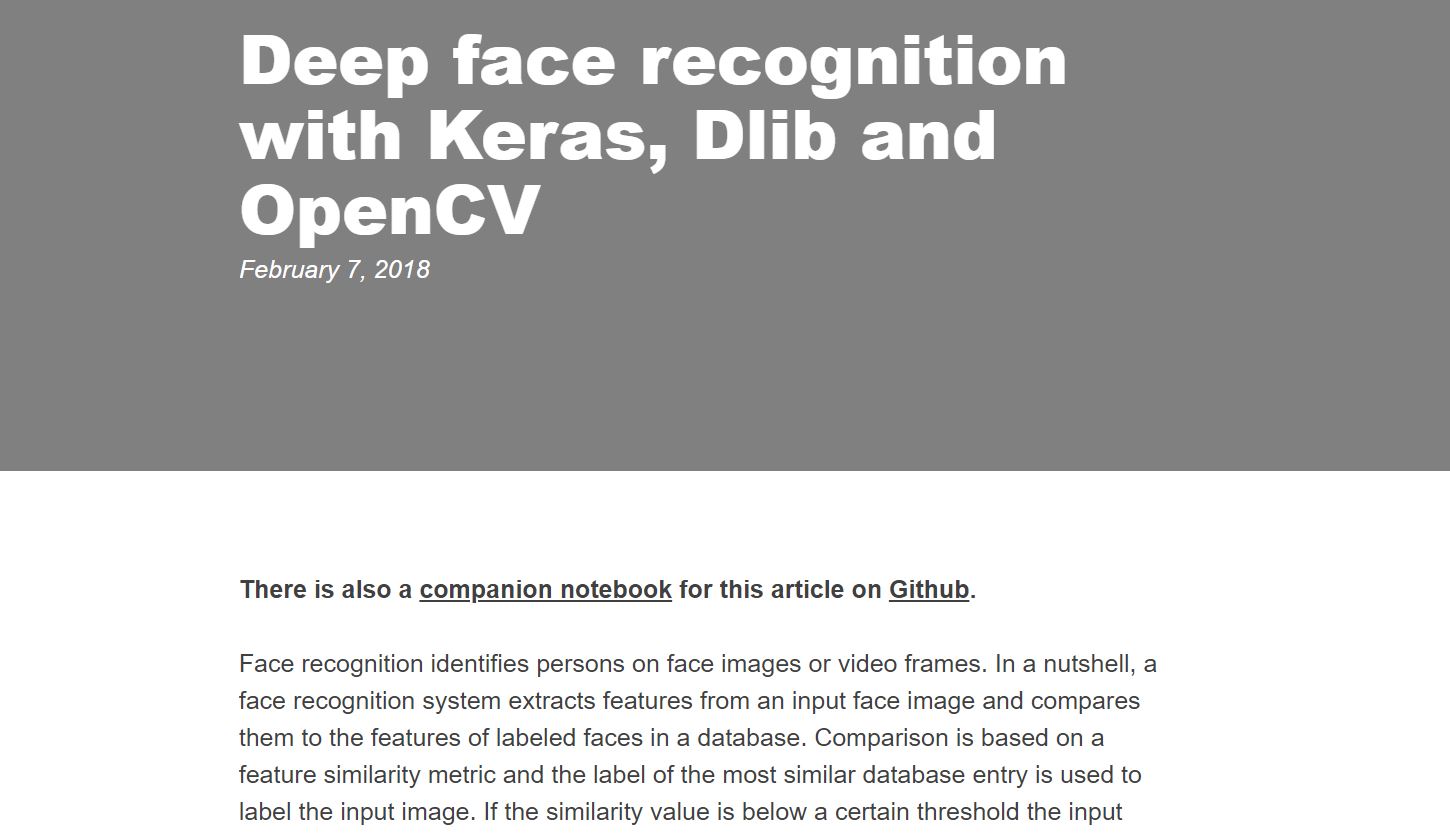 Deep face recognition
with Keras, Dlib and
OpenCV
February 7, 2018
There is also a companion notebook for this article on Github.
Face recognition identifies persons on face images or video frames. In a nutshell, a
face recognition system extracts features from an input face image and compares
them to the features of labeled faces in a database. Comparison is based on a
feature similarity metric and the label of the most similar database entry is used to
label the input image. If the similarity value is below a certain threshold the input